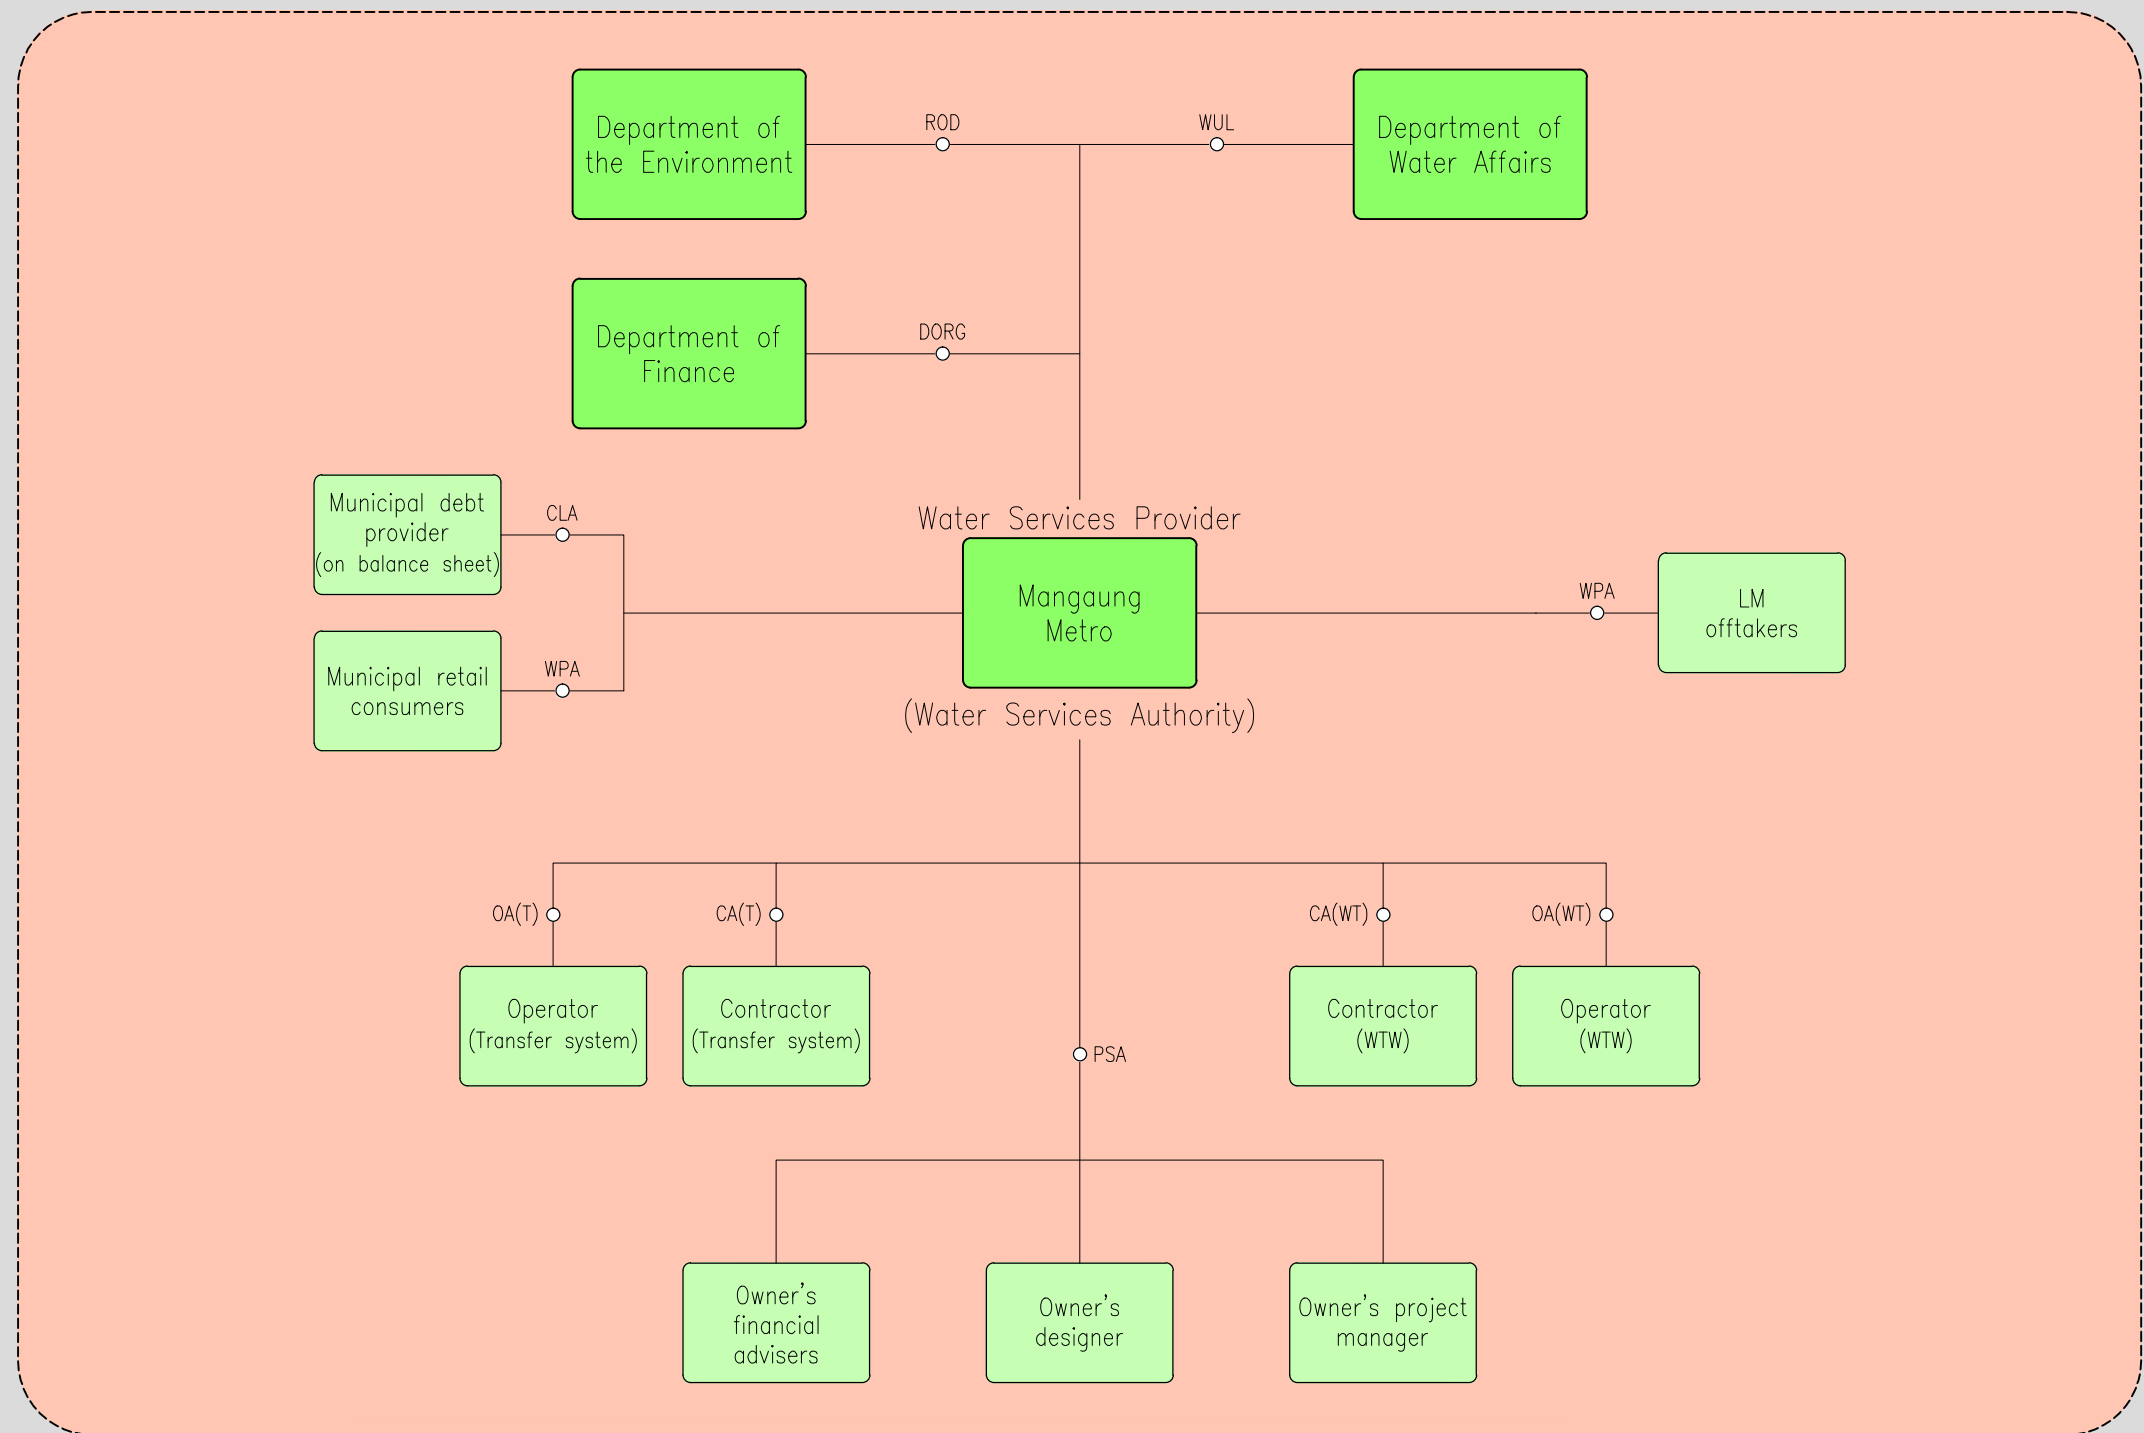 Department of
the Environment
ROD
WUL
Department of
Water Affairs
Department of
Finance
DORG
Municipal debt
provider
(on balance sheet)
CLA
Municipal retail
consumers
WPA
Water Services Provider
Mangaung
Metro
(Water Services Authority)
WPA
LM
offtakers
OA(T)
CA(T)
CA(WT)
OA(WT)
Operator
(Transfer system)
Contractor
(Transfer system)
Contractor
(WTW)
Operator
(WTW)
PSA
Owner's
financial
advisers
Owner's
designer
Owner's project
manager